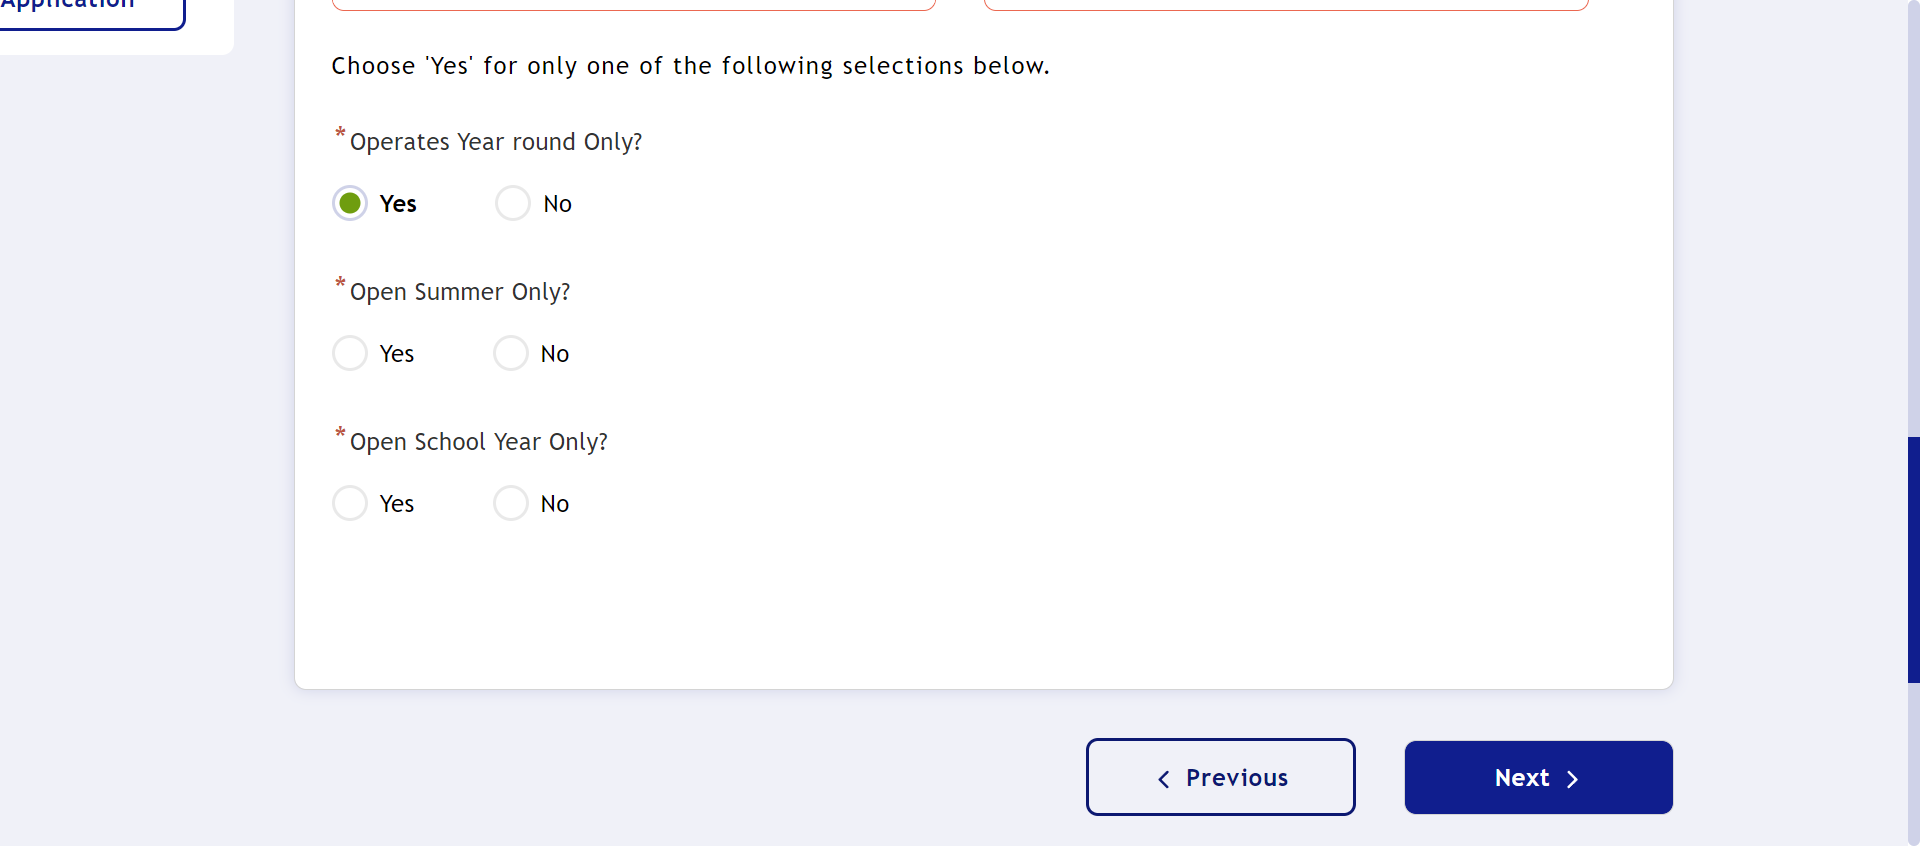 Application
Choose 'Yes' for only one of the following selections below.
*Operates Year round Only?
Yes No
*Open Summer Only?
Yes No
*Open School Year Only?
Yes No
Previous Next